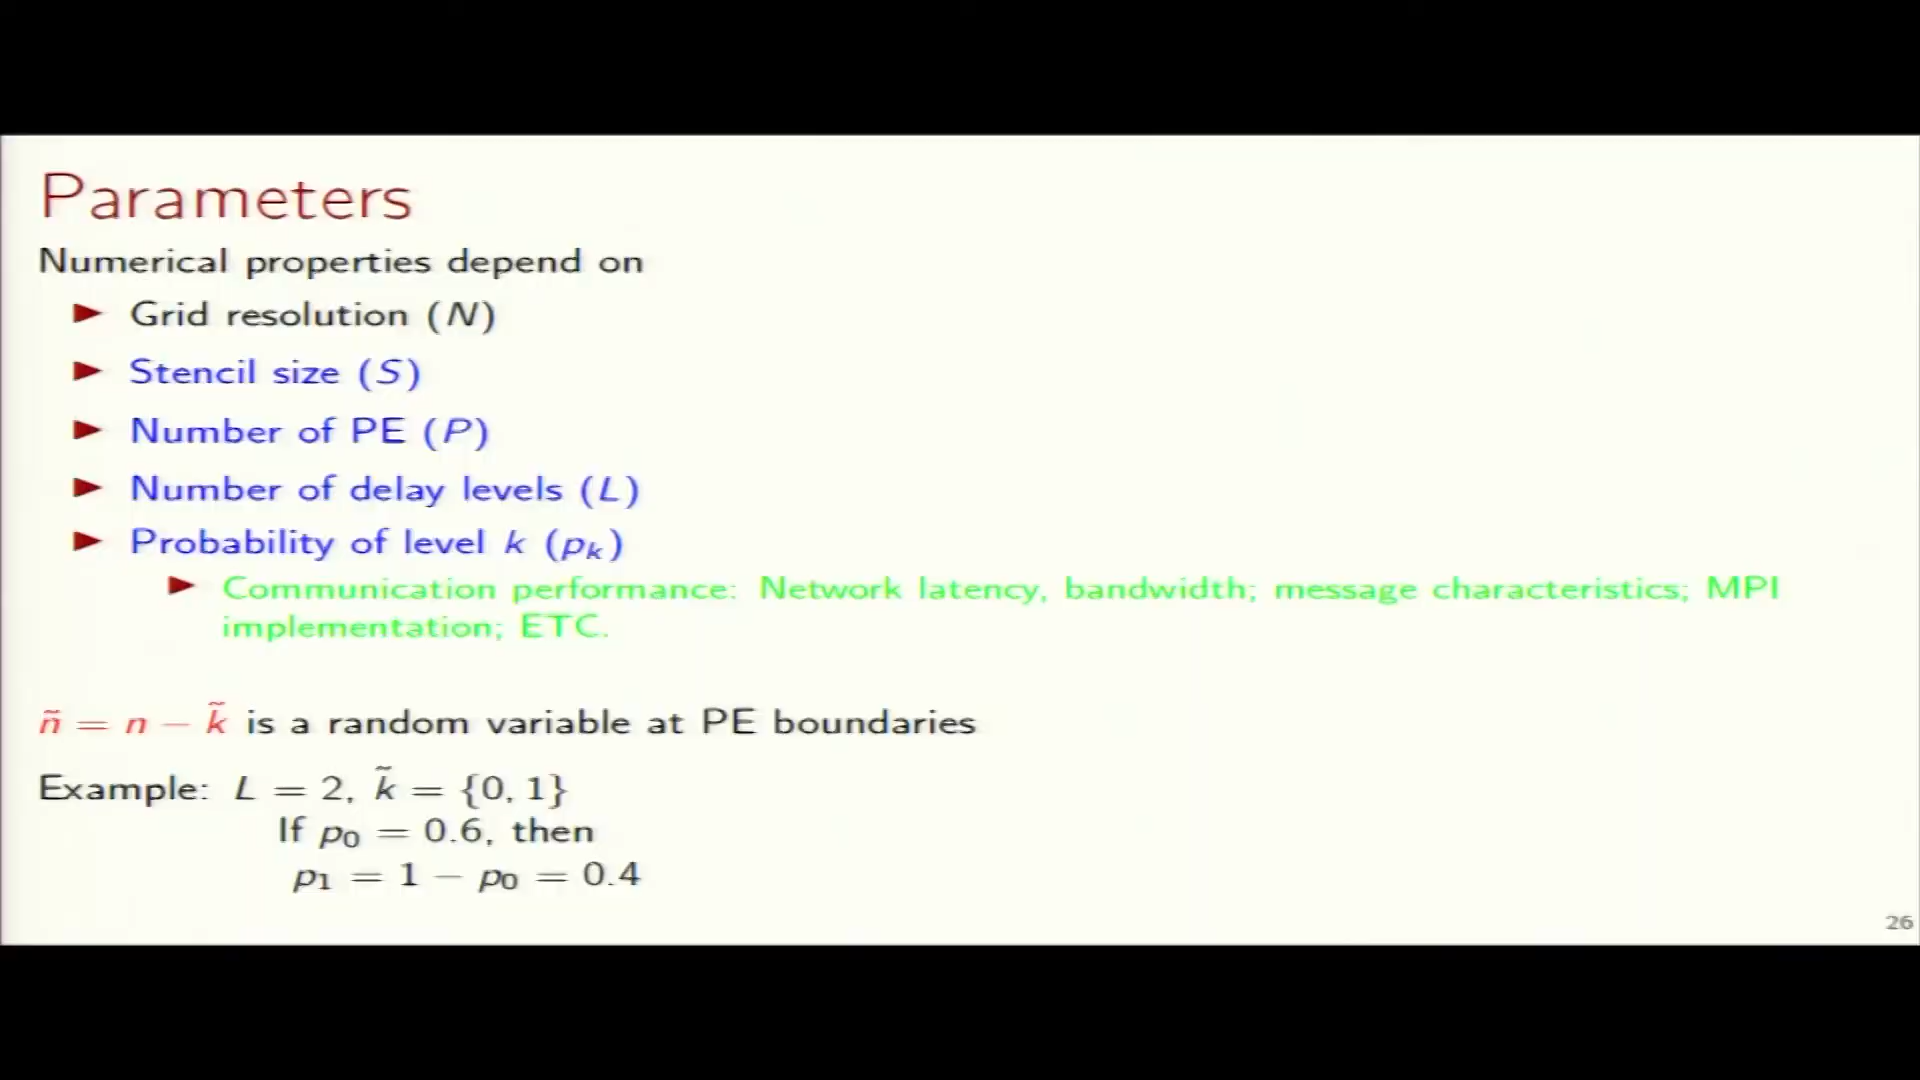 Parameters
Numerical properties depend on
▶ Grid resolution (N)
▶ Stencil size (S)
▶ Number of PE (P)
▶ Number of delay levels (L)
▶ Probability of level k (pₖ)
▶ Communication performance: Network latency, bandwidth; message characteristics; MPI
implementation; ETC.
ñ = n − k̃ is a random variable at PE boundaries
Example: L = 2, k̃ = {0, 1}
If p₀ = 0.6, then
p₁ = 1 − p₀ = 0.4
26